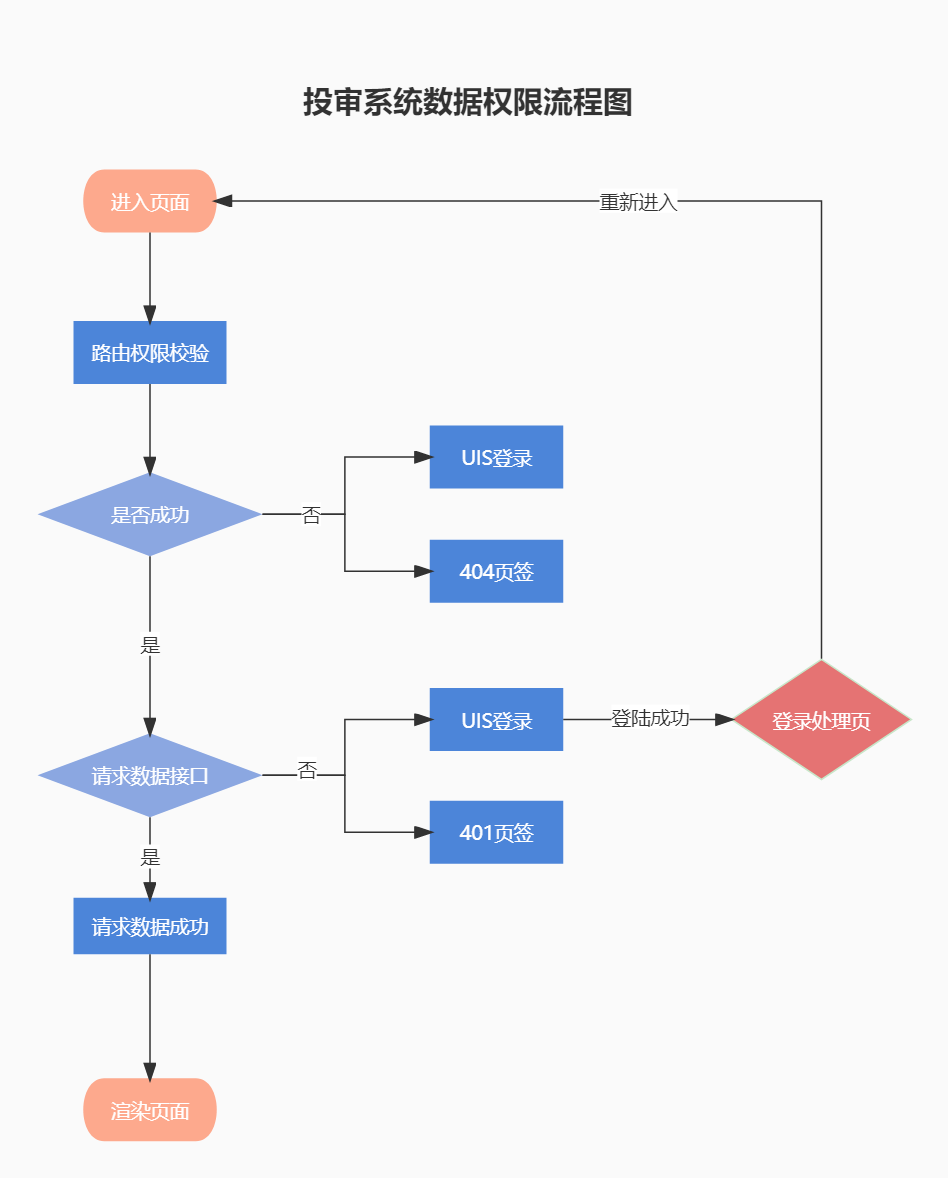 投审系统数据权限流程图
进入页面
重新进入
路由权限校验
UIS登录
是否成功
否
404页签
是
UIS登录
登陆成功
登录处理页
请求数据接口
否
401页签
是
请求数据成功
渲染页面